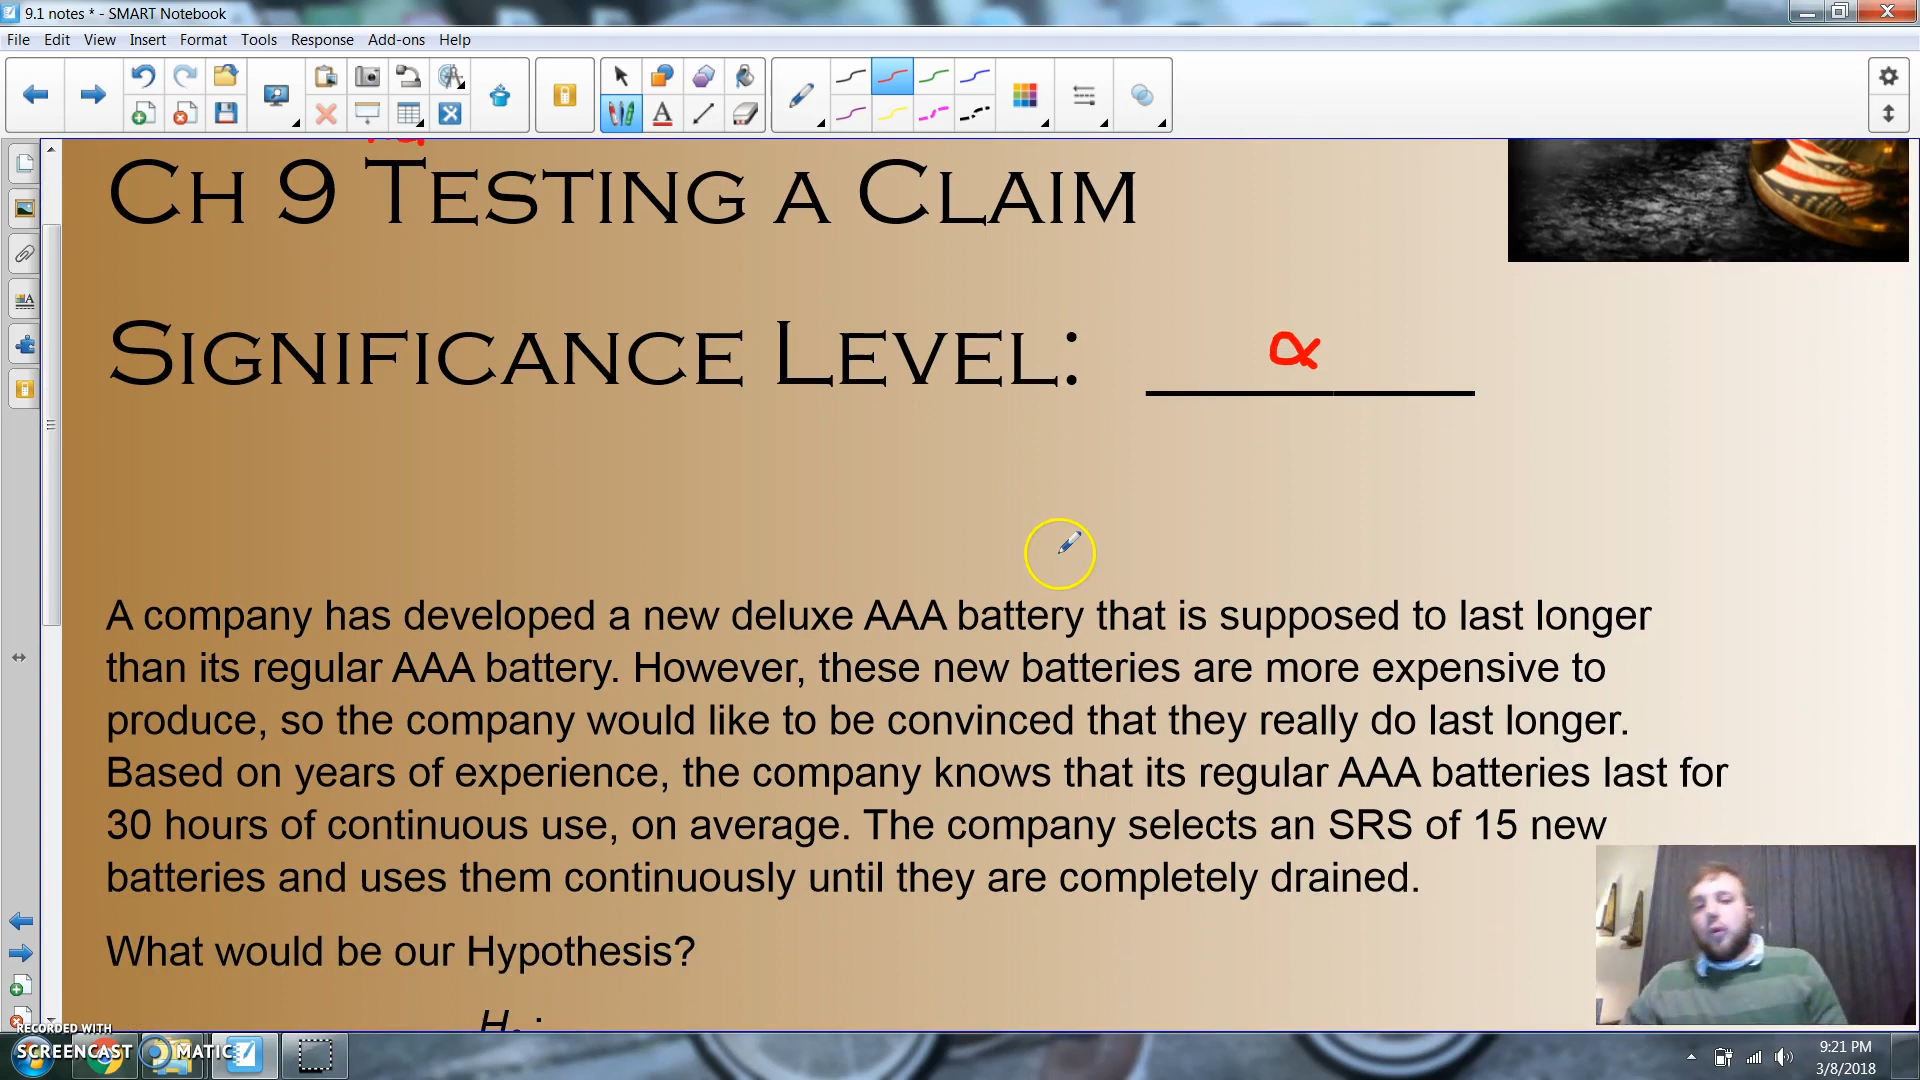 9.1 notes * - SMART Notebook
File Edit View Insert Format Tools Response Add-ons Help
Ch 9 Testing a Claim
Significance Level: α
A company has developed a new deluxe AAA battery that is supposed to last longer
than its regular AAA battery. However, these new batteries are more expensive to
produce, so the company would like to be convinced that they really do last longer.
Based on years of experience, the company knows that its regular AAA batteries last for
30 hours of continuous use, on average. The company selects an SRS of 15 new
batteries and uses them continuously until they are completely drained.
What would be our Hypothesis?
RECORDED WITH
SCREENCAST MATIC
9:21 PM
3/8/2018